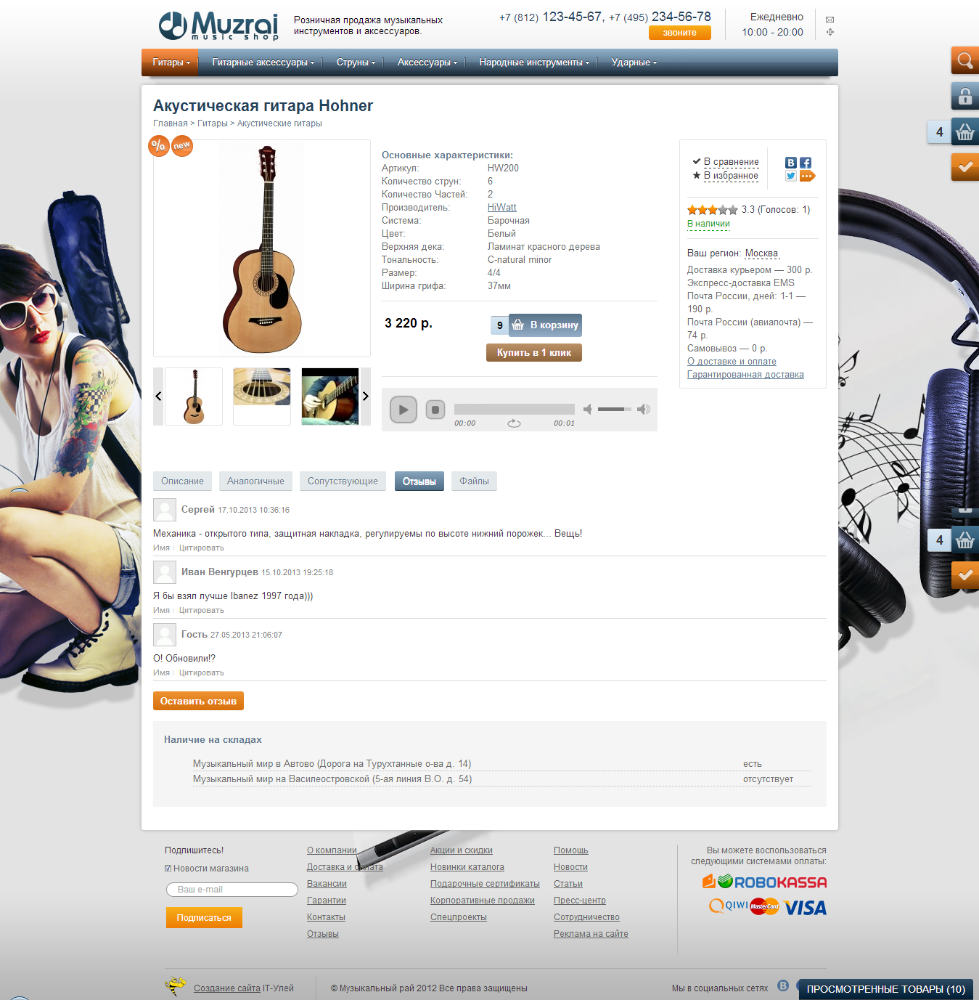 Muzrai
music shop
Розничная продажа музыкальных
инструментов и аксессуаров.
+7 (812) 123-45-67, +7 (495) 234-56-78
звоните
Ежедневно
10:00 - 20:00
Гитары
Гитарные аксессуары
Струны
Аксессуары
Народные инструменты
Ударные
4
Акустическая гитара Hohner
Главная > Гитары > Акустические гитары
% new
Основные характеристики:
Артикул: HW200
Количество струн: 6
Количество Частей: 2
Производитель: HiWatt
Система: Барочная
Цвет: Белый
Верхняя дека: Ламинат красного дерева
Тональность: C-natural minor
Размер: 4/4
Ширина грифа: 37мм
3 220 р.
9 В корзину
Купить в 1 клик
00:00 00:01
В сравнение
В избранное
3.3 (Голосов: 1)
В наличии
Ваш регион: Москва
Доставка курьером — 300 р.
Экспресс-доставка EMS
Почта России, дней: 1-1 —
190 р.
Почта России (авиапочта) —
74 р.
Самовывоз — 0 р.
О доставке и оплате
Гарантированная доставка
Описание
Аналогичные
Сопутствующие
Отзывы
Файлы
Сергей 17.10.2013 10:36:16
Механика - открытого типа, защитная накладка, регулируемы по высоте нижний порожек... Вещь!
Имя Цитировать
4
Иван Венгурцев 15.10.2013 19:25:18
Я бы взял лучше Ibanez 1997 года)))
Имя Цитировать
Гость 27.05.2013 21:06:07
О! Обновили!?
Имя Цитировать
Оставить отзыв
Наличие на складах
Музыкальный мир в Автово (Дорога на Турухтанные о-ва д. 14) есть
Музыкальный мир на Василеостровской (5-ая линия В.О. д. 54) отсутствует
Подпишитесь!
Новости магазина
Ваш e-mail
Подписаться
О компании
Доставка и оплата
Вакансии
Гарантии
Контакты
Отзывы
Акции и скидки
Новинки каталога
Подарочные сертификаты
Корпоративные продажи
Спецпроекты
Помощь
Новости
Статьи
Пресс-центр
Сотрудничество
Реклама на сайте
Вы можете воспользоваться
следующими системами оплаты:
ROBOKASSA
QIWI MasterCard VISA
Создание сайта IT-Улей
© Музыкальный рай 2012 Все права защищены
Мы в социальных сетях
B
ПРОСМОТРЕННЫЕ ТОВАРЫ (10)